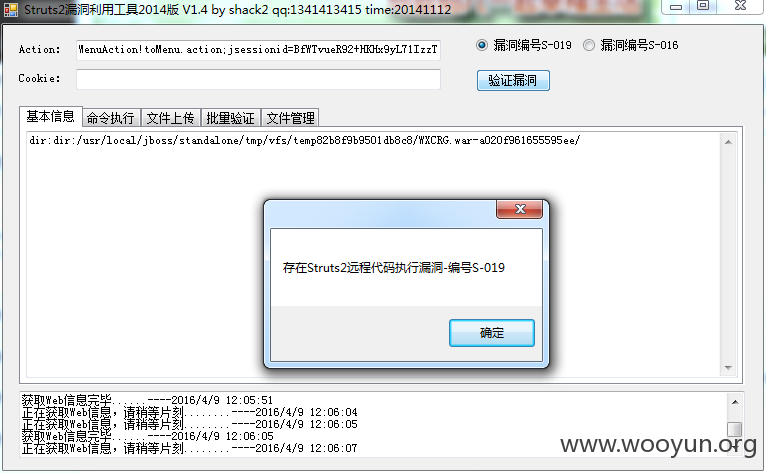 Struts2漏洞利用工具2014版 V1.4 by shack2 qq:1341413415 time:20141112
Action: MenuAction!toMenu.action;jsessionid=BfWTvueR92+HKHx9yL71IzzT
漏洞编号S-019 漏洞编号S-016
Cookie:
验证漏洞
基本信息 命令执行 文件上传 批量验证 文件管理
dir:dir:/usr/local/jboss/standalone/tmp/vfs/temp82b8f9b9501db8c8/WXCRG.war-a020f961655595ee/
存在Struts2远程代码执行漏洞-编号S-019
确定
获取Web信息完毕......----2016/4/9 12:05:51
正在获取Web信息，请稍等片刻........----2016/4/9 12:06:04
正在获取Web信息，请稍等片刻........----2016/4/9 12:06:05
获取Web信息完毕......----2016/4/9 12:06:05
正在获取Web信息，请稍等片刻........----2016/4/9 12:06:07
www.wooyun.org